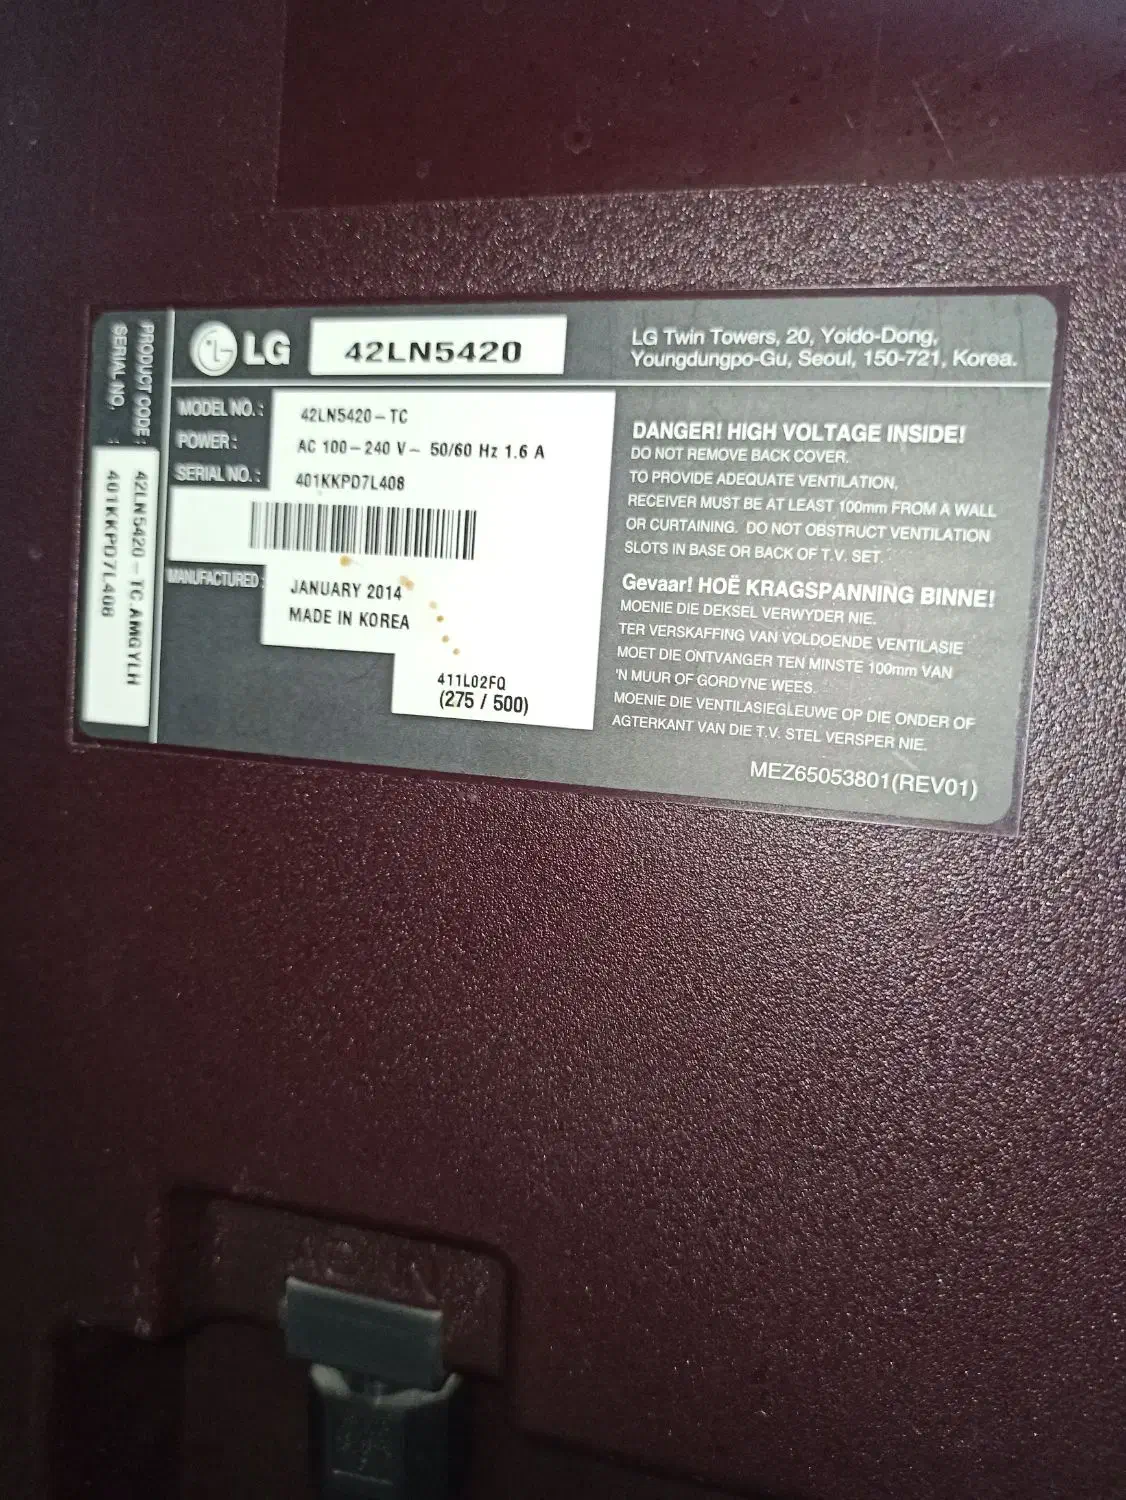 LG
42LN5420
LG Twin Towers, 20, Yoido-Dong,
Youngdungpo-Gu, Seoul, 150-721, Korea.
PRODUCT CODE : 42LN5420-TC.AMGYLH
SERIAL NO. : 401KKPD7L408
MODEL NO. : 42LN5420-TC
POWER : AC 100-240 V~ 50/60 Hz 1.6 A
SERIAL NO. : 401KKPD7L408
MANUFACTURED : JANUARY 2014
MADE IN KOREA
411L02FQ
(275 / 500)
DANGER! HIGH VOLTAGE INSIDE!
DO NOT REMOVE BACK COVER.
TO PROVIDE ADEQUATE VENTILATION,
RECEIVER MUST BE AT LEAST 100mm FROM A WALL
OR CURTAINING. DO NOT OBSTRUCT VENTILATION
SLOTS IN BASE OR BACK OF T.V. SET.
Gevaar! HOË KRAGSPANNING BINNE!
MOENIE DIE DEKSEL VERWYDER NIE.
TER VERSKAFFING VAN VOLDOENDE VENTILASIE
MOET DIE ONTVANGER TEN MINSTE 100mm VAN
'N MUUR OF GORDYNE WEES.
MOENIE DIE VENTILASIEGLEUWE OP DIE ONDER OF
AGTERKANT VAN DIE T.V. STEL VERSPER NIE.
MEZ65053801(REV01)